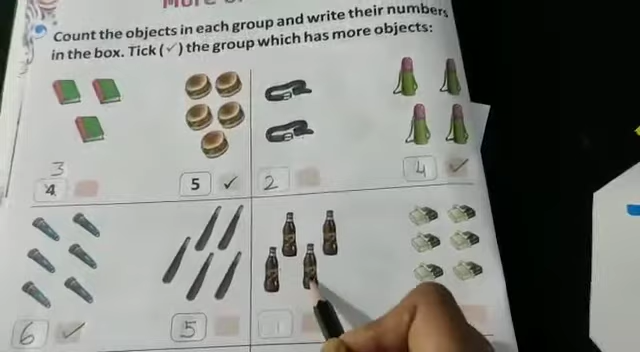 Count the objects in each group and write their numbers
in the box. Tick (✓) the group which has more objects:
3
4 5 ✓ 2 4 ✓
6 ✓ 5